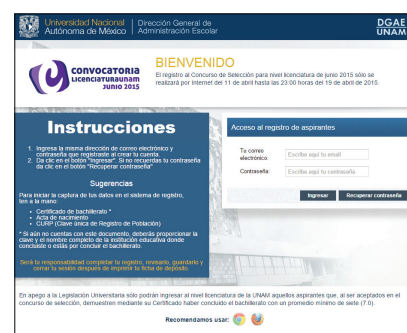 Universidad Nacional
Autónoma de México
Dirección General de
Administración Escolar
DGAE
UNAM
CONVOCATORIA
LICENCIATURAUNAM
JUNIO 2015
BIENVENIDO
El registro al Concurso de Selección para nivel licenciatura de junio 2015 sólo se
realizará por Internet del 11 de abril hasta las 23:00 horas del 19 de abril de 2015.
Instrucciones
1. Ingresa la misma dirección de correo electrónico y
contraseña que registraste al crear tu cuenta.
2. Da clic en el botón "Ingresar". Si no recuerdas tu contraseña
da clic en el botón "Recuperar contraseña"
Sugerencias
Para iniciar la captura de tus datos en el sistema de registro,
ten a la mano:
• Certificado de bachillerato *
• Acta de nacimiento
• CURP (Clave única de Registro de Población)
* Si aún no cuentas con este documento, deberás proporcionar la
clave y el nombre completo de la institución educativa donde
concluiste o estás por concluir el bachillerato.
Será tu responsabilidad completar tu registro, revisarlo, guardarlo y
cerrar tu sesión después de imprimir tu ficha de depósito.
Acceso al registro de aspirantes
Tu correo
electrónico:
Escribe aquí tu email
Contraseña:
Escribe aquí tu contraseña
Ingresar
Recuperar contraseña
En apego a la Legislación Universitaria sólo podrán ingresar al nivel licenciatura de la UNAM aquellos aspirantes que, al ser aceptados en el
concurso de selección, demuestren mediante su Certificado haber concluido el bachillerato con un promedio mínimo de siete (7.0).
Recomendamos usar: